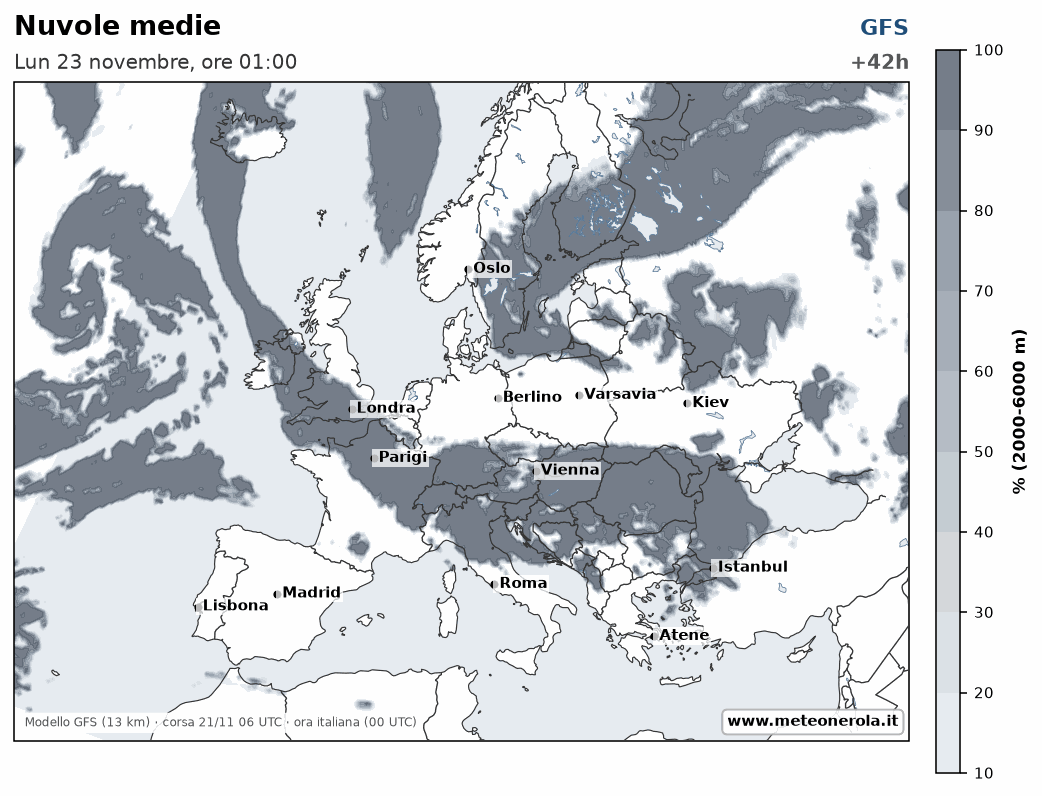 Nuvole medie
GFS
Lun 23 novembre, ore 01:00
+42h
100
90
80
70
60
50
40
30
20
10
% (2000-6000 m)
Oslo
Berlino
Varsavia
Kiev
Londra
Parigi
Vienna
Istanbul
Roma
Madrid
Lisbona
Atene
Modello GFS (13 km) · corsa 21/11 06 UTC · ora italiana (00 UTC)
www.meteonerola.it